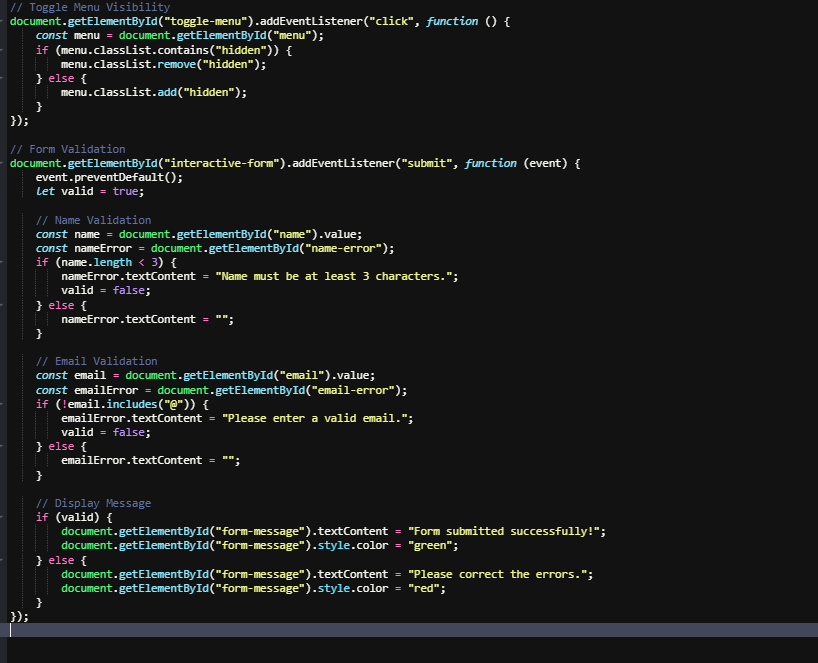 // Toggle Menu Visibility
document.getElementById("toggle-menu").addEventListener("click", function () {
    const menu = document.getElementById("menu");
    if (menu.classList.contains("hidden")) {
        menu.classList.remove("hidden");
    } else {
        menu.classList.add("hidden");
    }
});

// Form Validation
document.getElementById("interactive-form").addEventListener("submit", function (event) {
    event.preventDefault();
    let valid = true;

    // Name Validation
    const name = document.getElementById("name").value;
    const nameError = document.getElementById("name-error");
    if (name.length < 3) {
        nameError.textContent = "Name must be at least 3 characters.";
        valid = false;
    } else {
        nameError.textContent = "";
    }

    // Email Validation
    const email = document.getElementById("email").value;
    const emailError = document.getElementById("email-error");
    if (!email.includes("@")) {
        emailError.textContent = "Please enter a valid email.";
        valid = false;
    } else {
        emailError.textContent = "";
    }

    // Display Message
    if (valid) {
        document.getElementById("form-message").textContent = "Form submitted successfully!";
        document.getElementById("form-message").style.color = "green";
    } else {
        document.getElementById("form-message").textContent = "Please correct the errors.";
        document.getElementById("form-message").style.color = "red";
    }
});